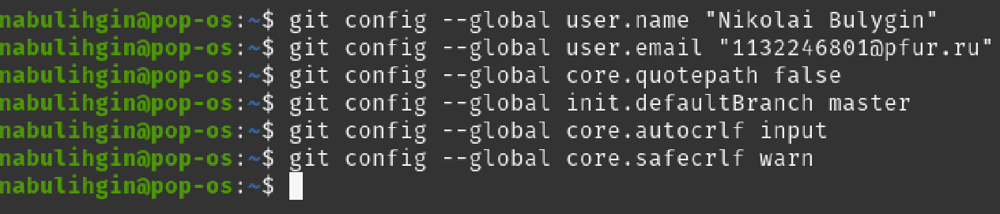 nabulihgin@pop-os:~$ git config --global user.name "Nikolai Bulygin"
nabulihgin@pop-os:~$ git config --global user.email "1132246801@pfur.ru"
nabulihgin@pop-os:~$ git config --global core.quotepath false
nabulihgin@pop-os:~$ git config --global init.defaultBranch master
nabulihgin@pop-os:~$ git config --global core.autocrlf input
nabulihgin@pop-os:~$ git config --global core.safecrlf warn
nabulihgin@pop-os:~$